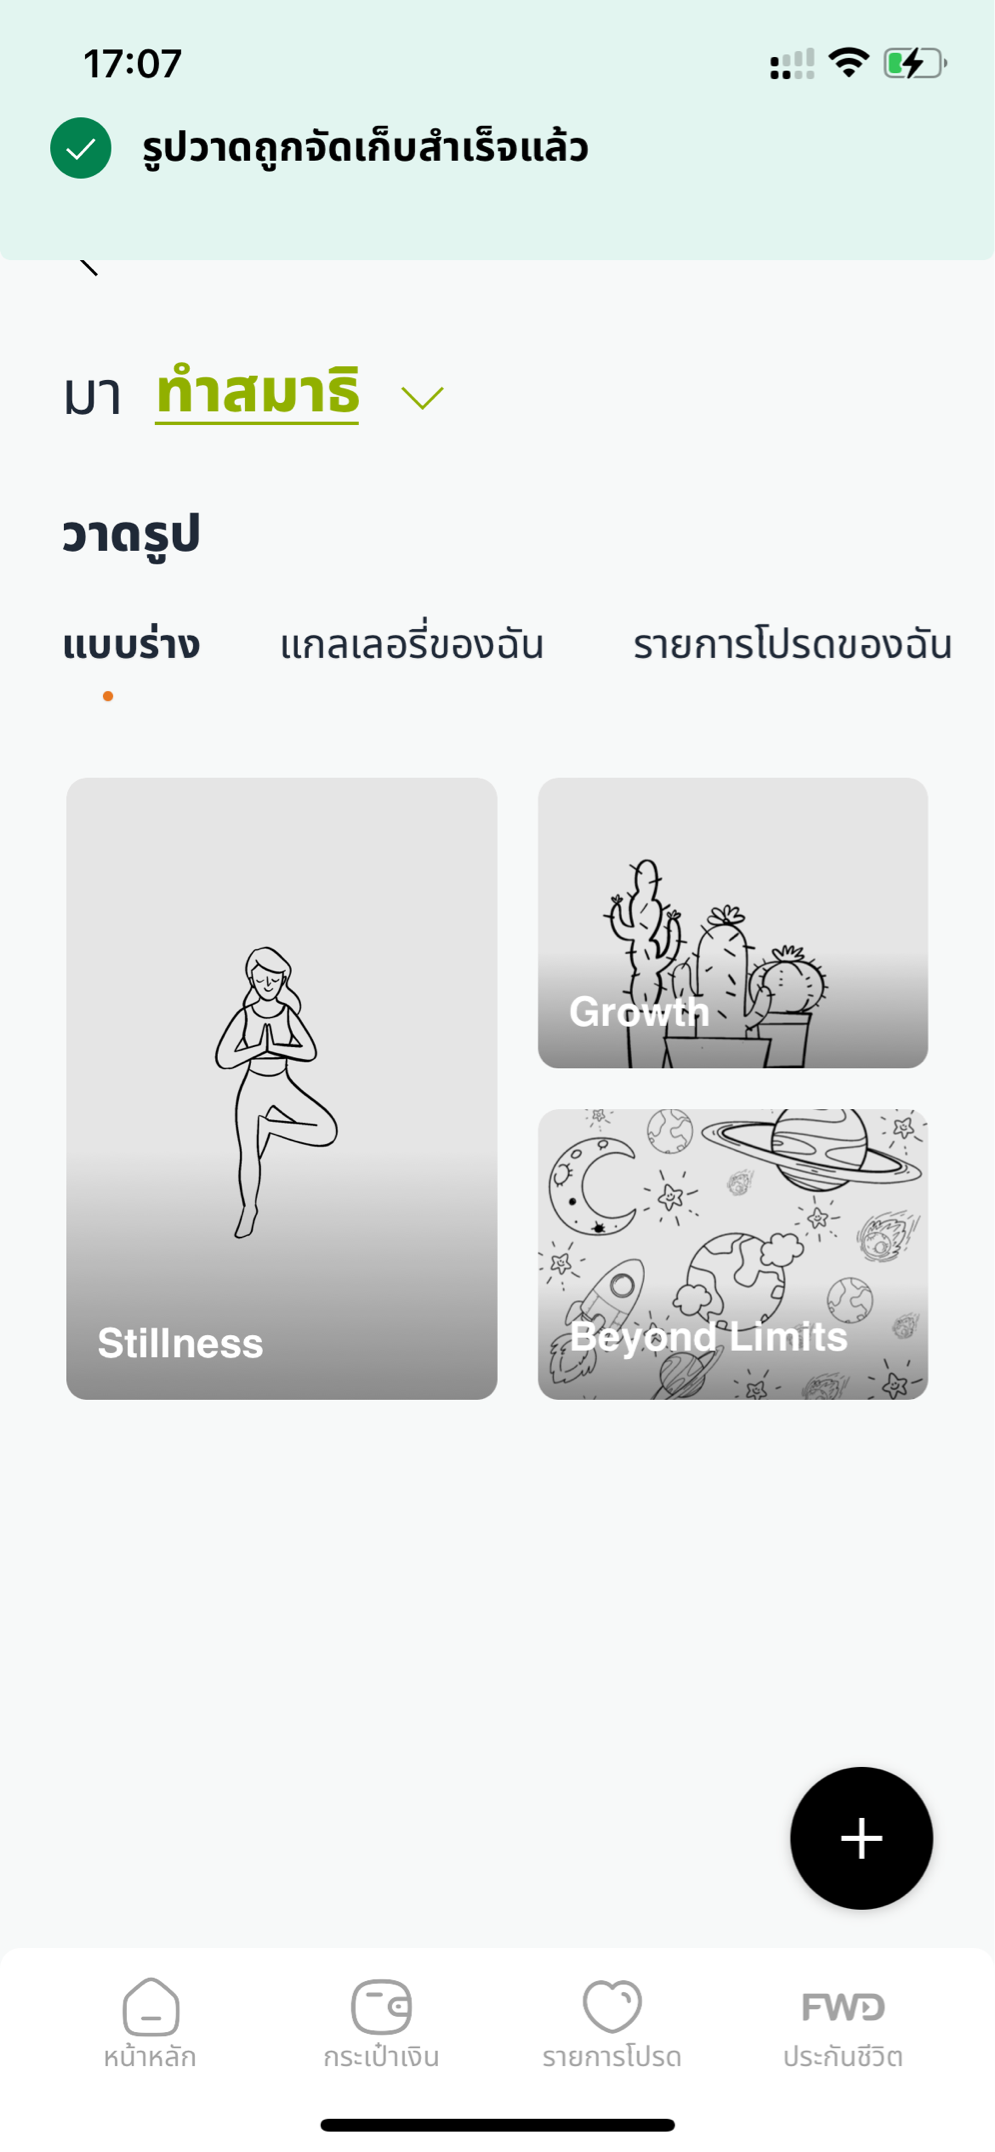 17:07
รูปวาดถูกจัดเก็บสำเร็จแล้ว
มา ทำสมาธิ
วาดรูป
แบบร่าง แกลเลอรี่ของฉัน รายการโปรดของฉัน
Growth
Stillness
Beyond Limits
FWD
หน้าหลัก กระเป๋าเงิน รายการโปรด ประกันชีวิต